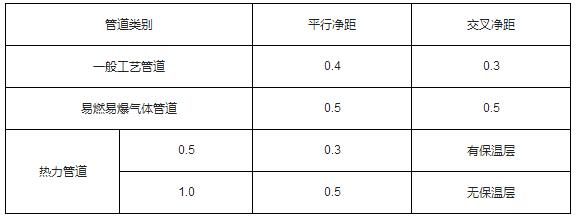 管道类别 平行净距 交叉净距
一般工艺管道 0.4 0.3
易燃易爆气体管道 0.5 0.5
热力管道 0.5 0.3 有保温层
1.0 0.5 无保温层